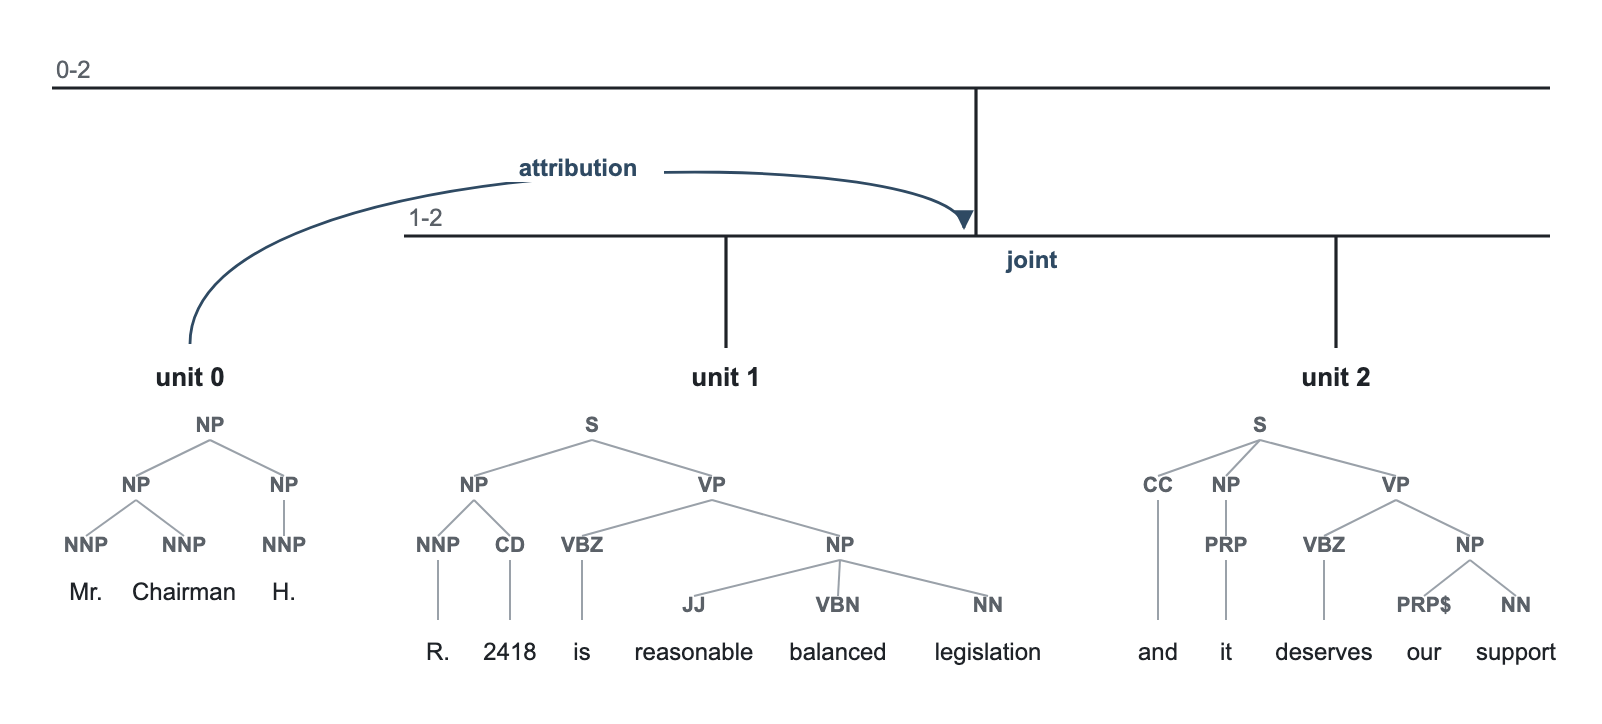 0-2
attribution
1-2
joint
unit 0 unit 1 unit 2
NP S S
NP NP NP VP CC NP VP
NNP NNP NNP NNP CD VBZ NP PRP VBZ NP
Mr. Chairman H. JJ VBN NN PRP$ NN
R. 2418 is reasonable balanced legislation and it deserves our support